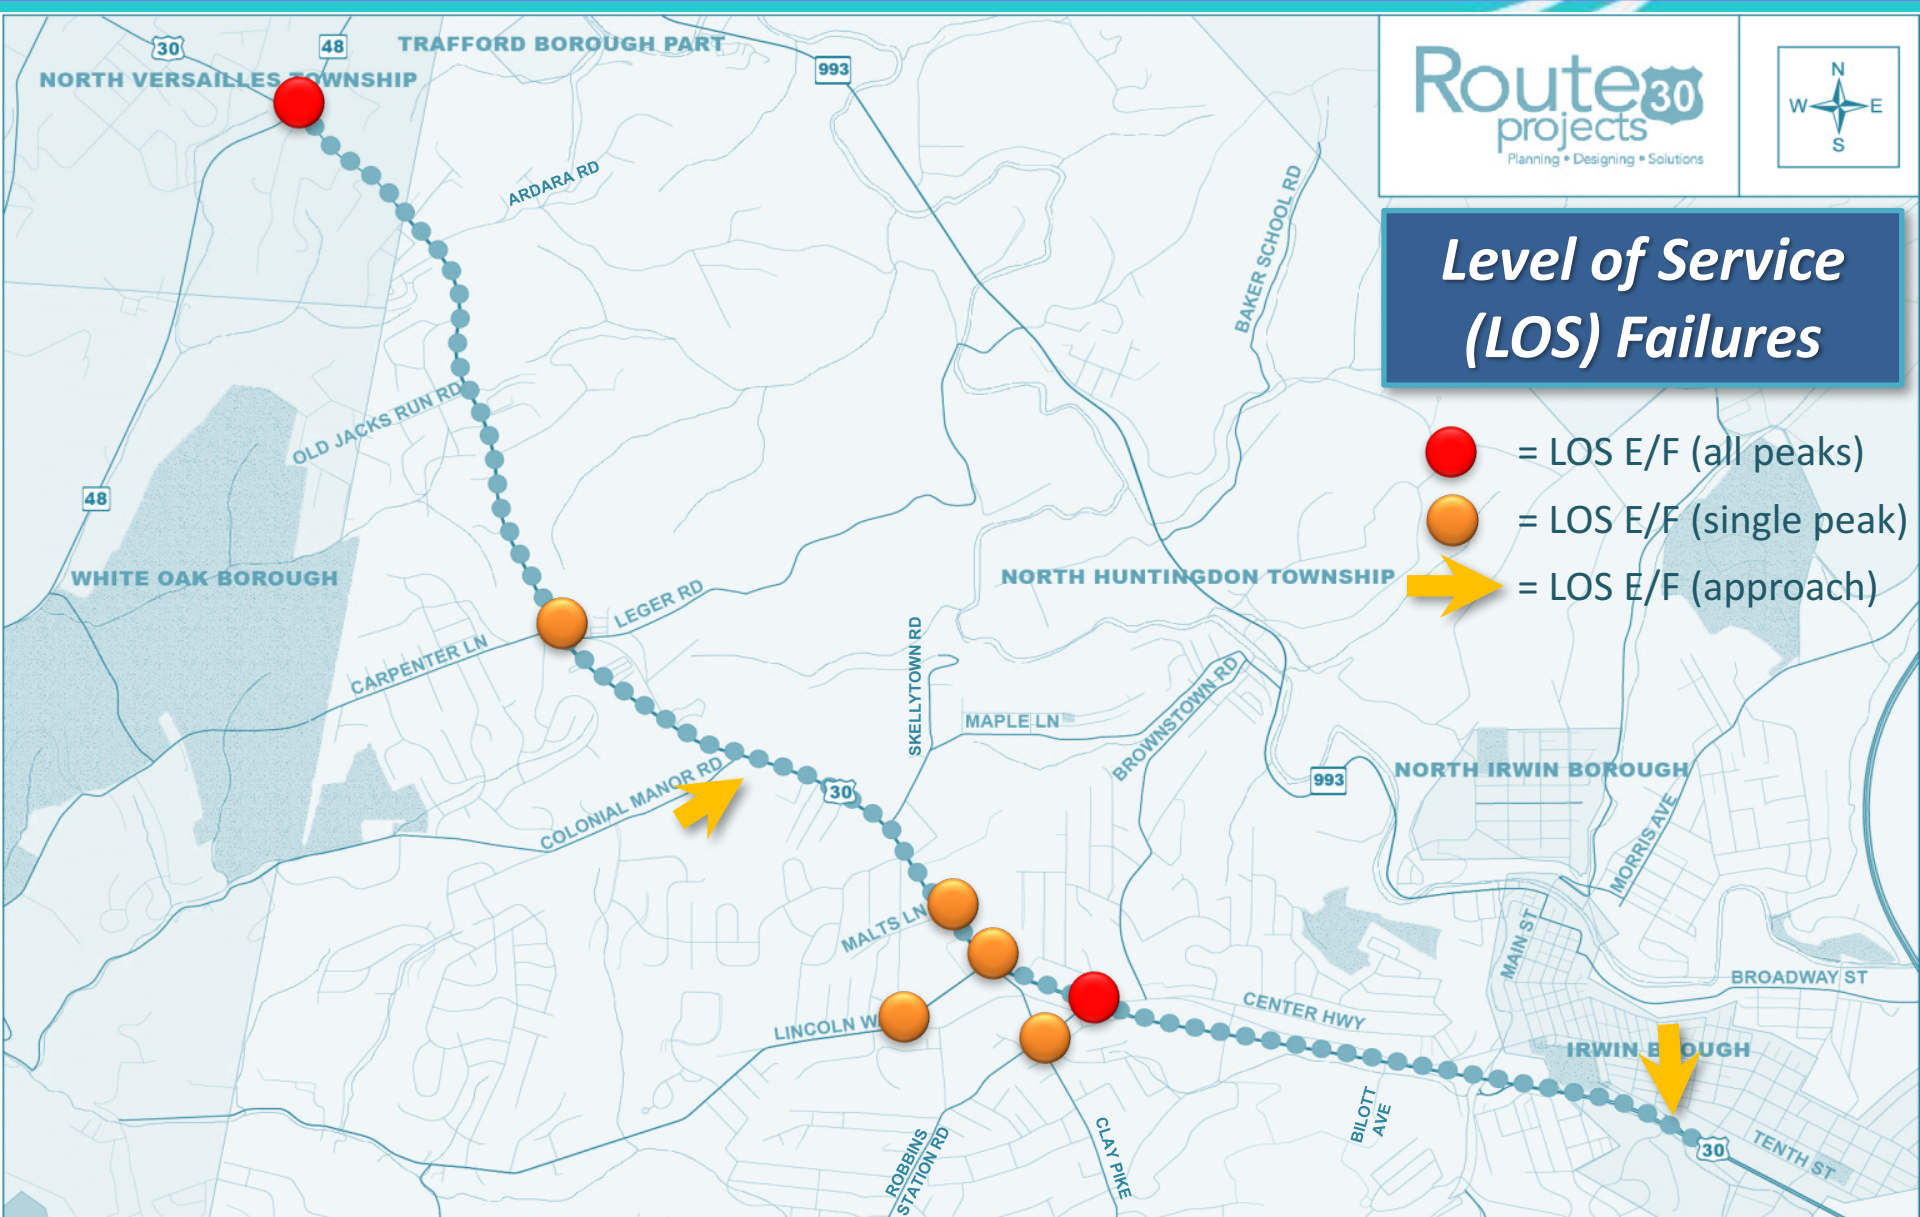 30
48
TRAFFORD BOROUGH PART
NORTH VERSAILLES TOWNSHIP
993
Route 30
projects
Planning • Designing • Solutions
N
W E
S
ARDARA RD
BAKER SCHOOL RD
Level of Service
(LOS) Failures
OLD JACKS RUN RD
= LOS E/F (all peaks)
48
= LOS E/F (single peak)
WHITE OAK BOROUGH
NORTH HUNTINGDON TOWNSHIP
= LOS E/F (approach)
LEGER RD
CARPENTER LN
SKELLYTOWN RD
MAPLE LN
BROWNSTOWN RD
COLONIAL MANOR RD
30
993
NORTH IRWIN BOROUGH
MORRIS AVE
MALTS LN
MAIN ST
BROADWAY ST
LINCOLN W
CENTER HWY
IRWIN B OUGH
BILOTT
AVE
ROBBINS
STATION RD
CLAY PIKE
30
TENTH ST